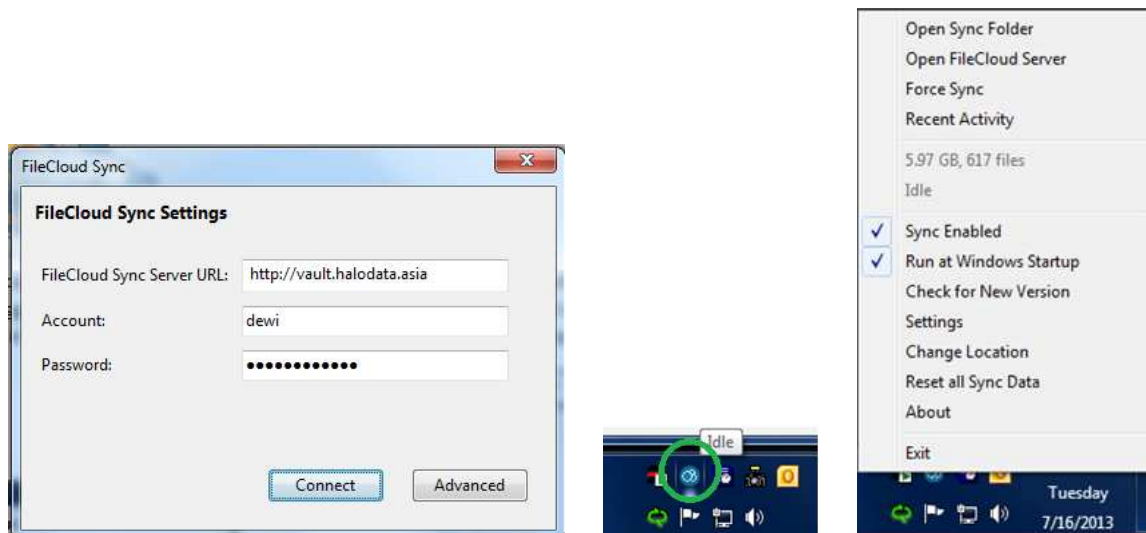 FileCloud Sync
FileCloud Sync Settings
FileCloud Sync Server URL: http://vault.halodata.asia
Account: dewi
Password: ••••••••••••
Connect Advanced
Idle
Open Sync Folder
Open FileCloud Server
Force Sync
Recent Activity
5.97 GB, 617 files
Idle
Sync Enabled
Run at Windows Startup
Check for New Version
Settings
Change Location
Reset all Sync Data
About
Exit
Tuesday
7/16/2013